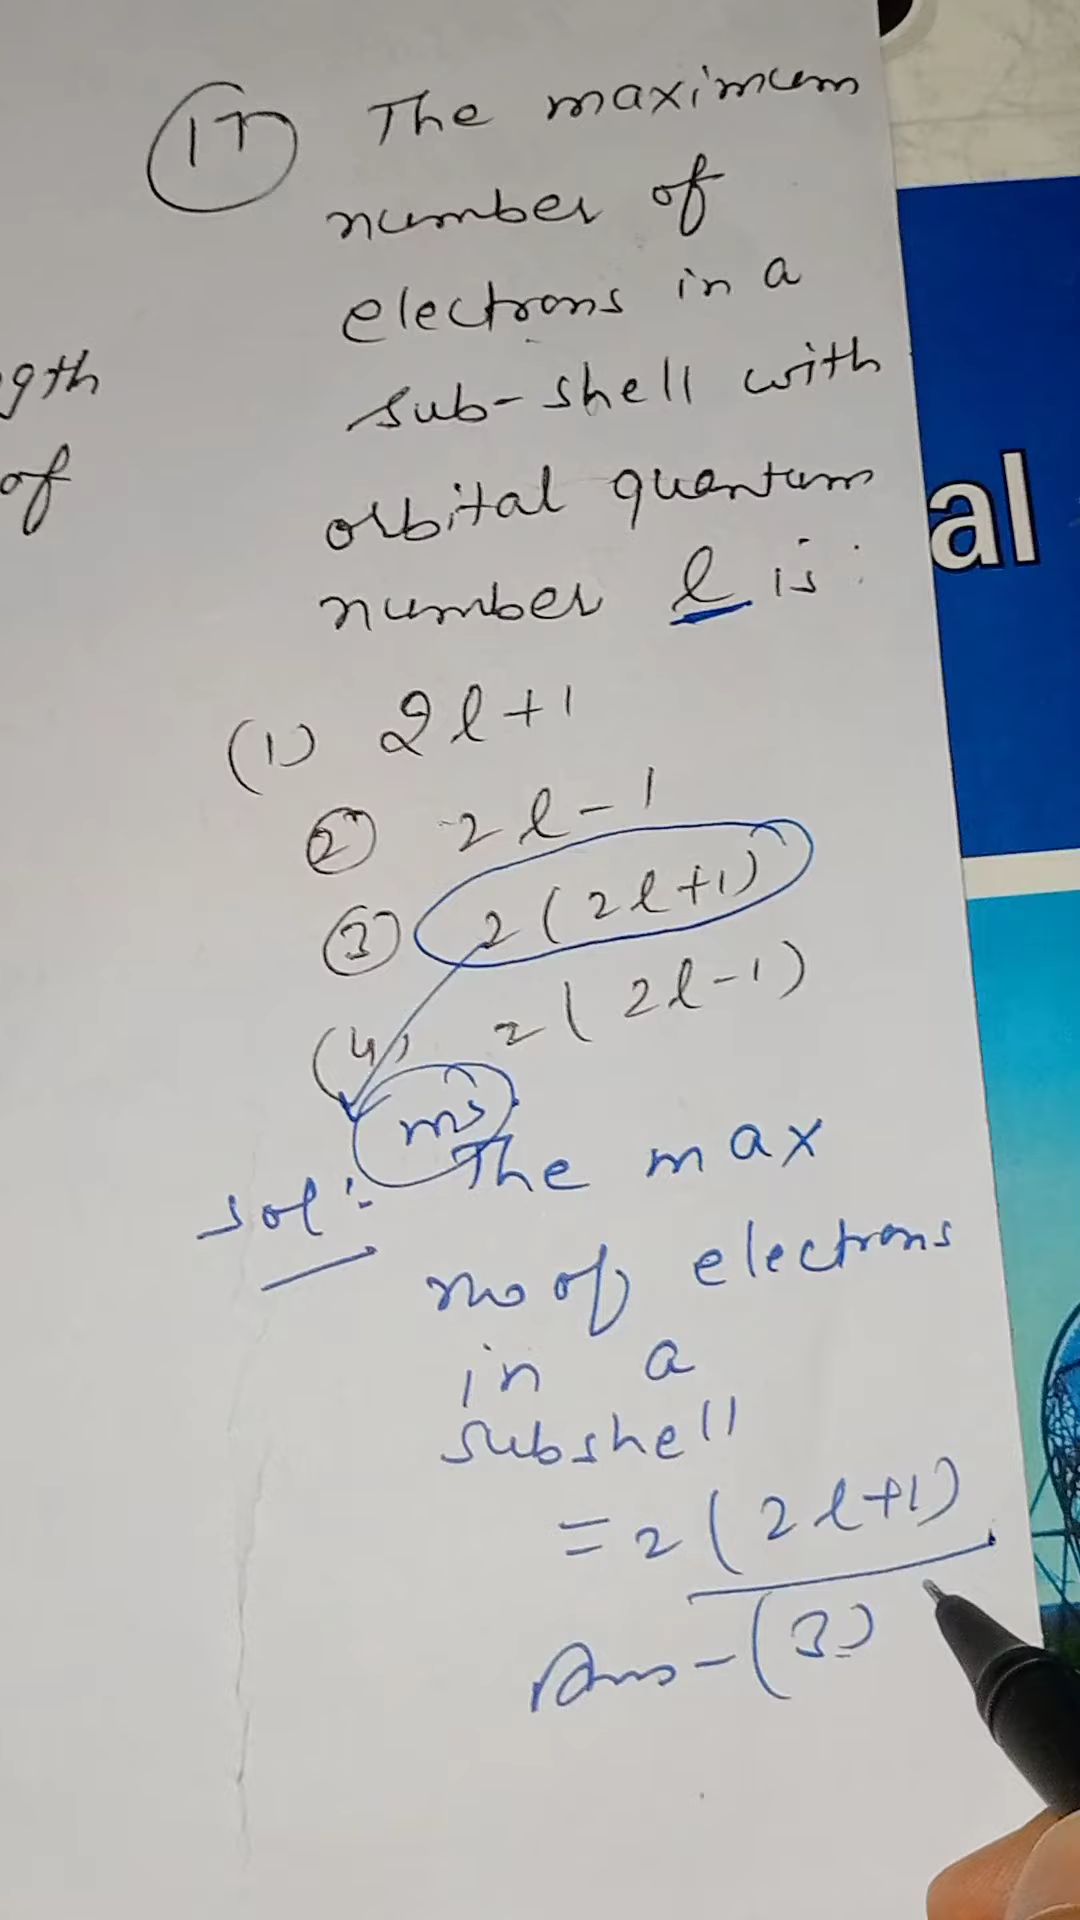 gth
of
17 The maximum
number of
electrons in a
sub-shell with
orbital quantum
number l is:
(1) 2l+1
2 2l-1
3 2(2l+1)
(4) 2(2l-1)
ms
Sol:- The max
no of electrons
in a
subshell
= 2(2l+1)
Ans-(3)
al